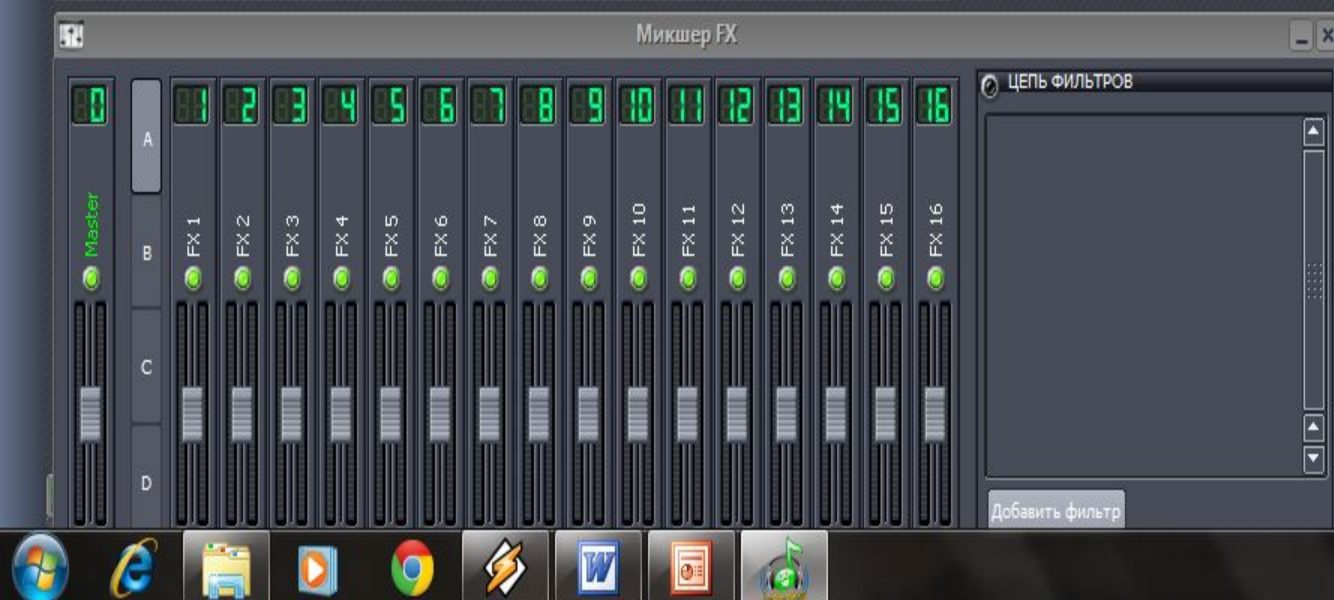 Микшер FX
0 1 2 3 4 5 6 7 8 9 10 11 12 13 14 15 16
Master
FX 1
FX 2
FX 3
FX 4
FX 5
FX 6
FX 7
FX 8
FX 9
FX 10
FX 11
FX 12
FX 13
FX 14
FX 15
FX 16
A
B
C
D
ЦЕПЬ ФИЛЬТРОВ
Добавить фильтр
W